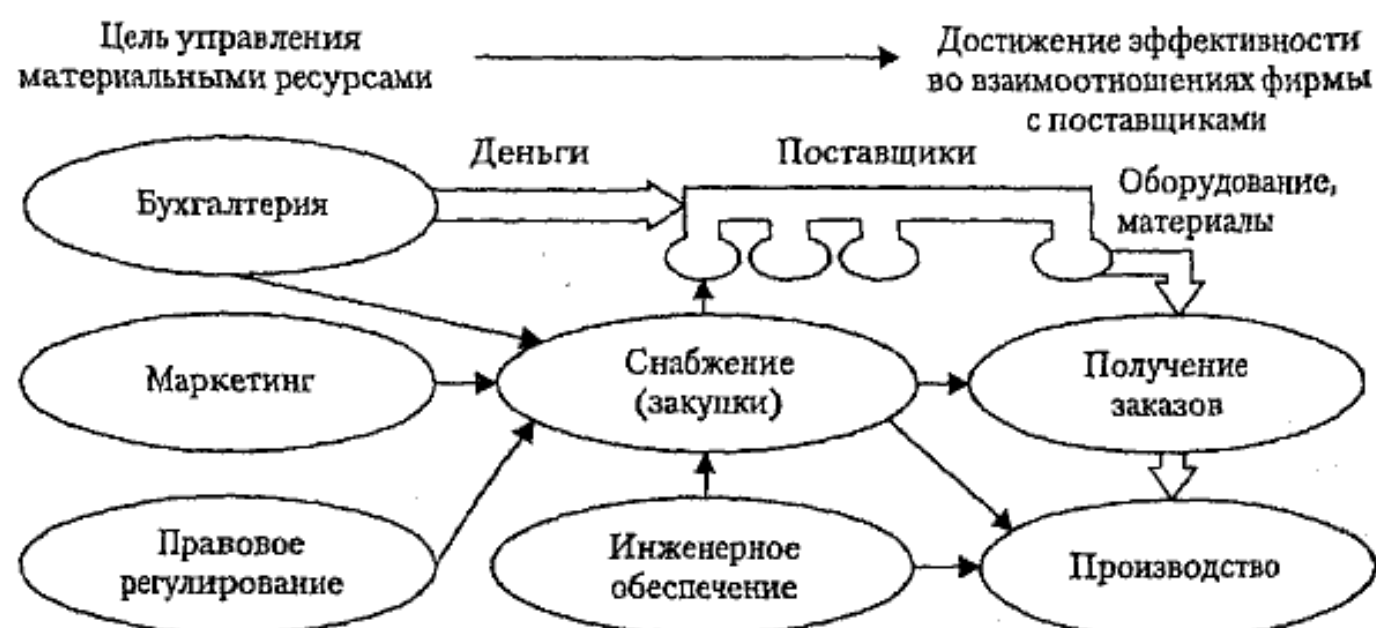 Цель управления
материальными ресурсами
Достижение эффективности
во взаимоотношениях фирмы
с поставщиками
Деньги
Поставщики
Оборудование,
материалы
Бухгалтерия
Маркетинг
Снабжение
(закупки)
Получение
заказов
Правовое
регулирование
Инженерное
обеспечение
Производство